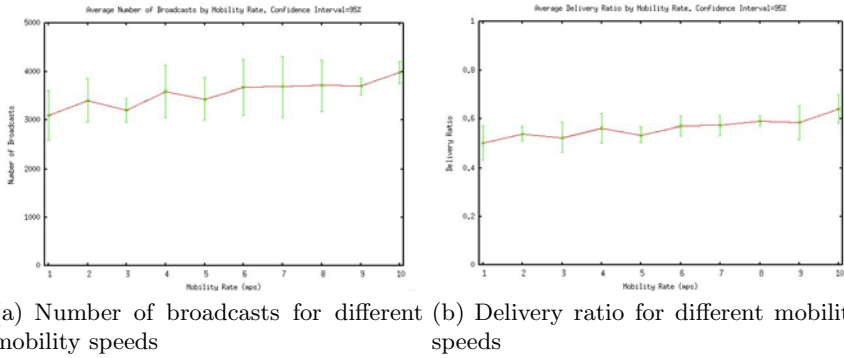 Average Number of Broadcasts by Mobility Rate, Confidence Interval=95%
5000
4000
3000
2000
1000
0
Number of Broadcasts
1 2 3 4 5 6 7 8 9 10
Mobility Rate (mps)
Average Delivery Ratio by Mobility Rate, Confidence Interval=95%
1
0.8
0.6
0.4
0.2
0
Delivery Ratio
1 2 3 4 5 6 7 8 9 10
Mobility Rate (mps)
(a) Number of broadcasts for different
mobility speeds
(b) Delivery ratio for different mobilit
speeds